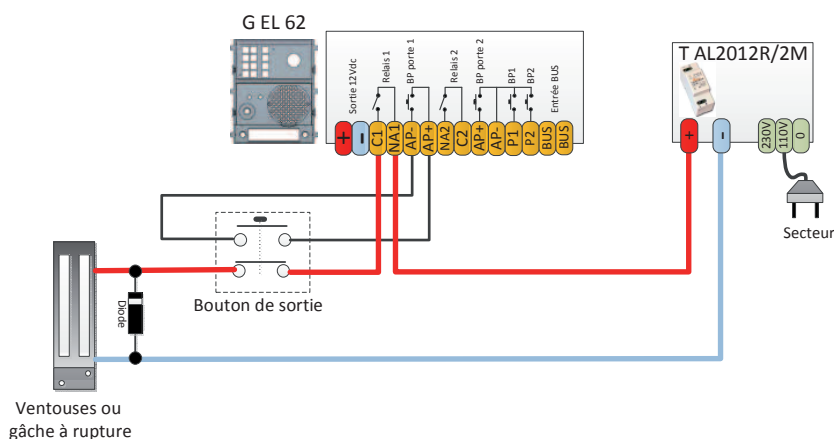 G EL 62
T AL2012R/2M
Sortie 12Vdc
Relais 1
BP porte 1
Relais 2
BP porte 2
BP1
BP2
Entrée BUS
+
-
C1
NA1
AP-
AP+
NA2
C2
AP+
AP-
P1
P2
BUS
BUS
+
-
230V
110V
0
Secteur
Bouton de sortie
Diode
Ventouses ou
gâche à rupture